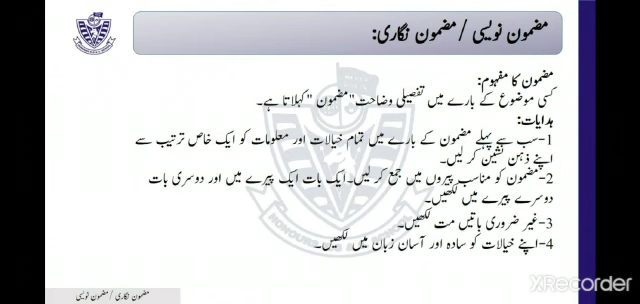 مضمون نویسی / مضمون نگاری:
مضمون کا مفہوم:
کسی موضوع کے بارے میں تفصیلی وضاحت "مضمون" کہلاتا ہے۔
ہدایات:
1-سب سے پہلے مضمون کے بارے میں تمام خیالات اور معلومات کو ایک خاص ترتیب سے
اپنے ذہن نشین کر لیں۔
2-مضمون کو مناسب پیروں میں جمع کر لیں۔ایک بات ایک پیرے میں اور دوسری بات
دوسرے پیرے میں لکھیں۔
3-غیر ضروری باتیں مت لکھیں۔
4-اپنے خیالات کو سادہ اور آسان زبان میں لکھیں۔
مضمون نگاری / مضمون نویسی
XRecorder